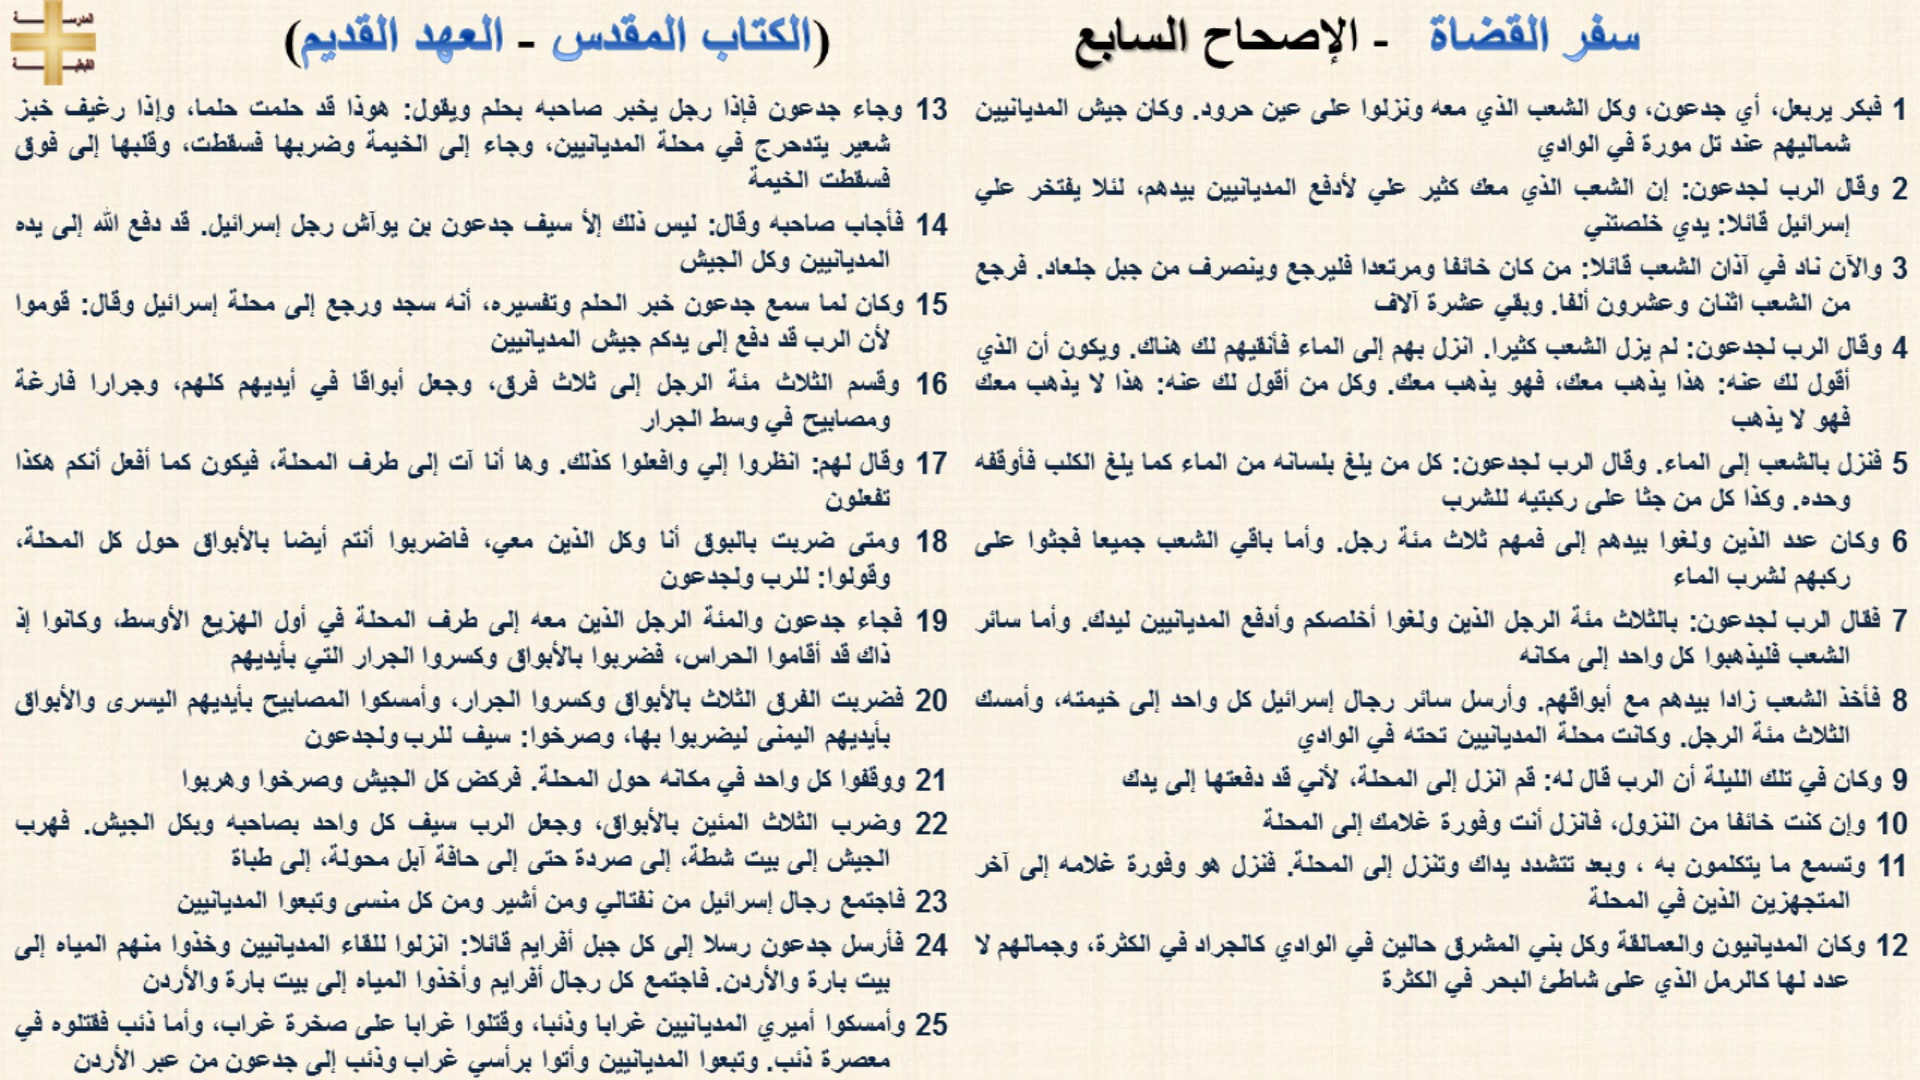 سفر القضاة - الإصحاح السابع (الكتاب المقدس - العهد القديم)
1 فبكر يربعل، أي جدعون، وكل الشعب الذي معه ونزلوا على عين حرود. وكان جيش المديانيين
شماليهم عند تل مورة في الوادي
2 وقال الرب لجدعون: إن الشعب الذي معك كثير علي لأدفع المديانيين بيدهم، لئلا يفتخر علي
إسرائيل قائلا: يدي خلصتني
3 والآن ناد في آذان الشعب قائلا: من كان خائفا ومرتعدا فليرجع وينصرف من جبل جلعاد. فرجع
من الشعب اثنان وعشرون ألفا. وبقي عشرة آلاف
4 وقال الرب لجدعون: لم يزل الشعب كثيرا. انزل بهم إلى الماء فأنقيهم لك هناك. ويكون أن الذي
أقول لك عنه: هذا يذهب معك، فهو يذهب معك. وكل من أقول لك عنه: هذا لا يذهب معك
فهو لا يذهب
5 فنزل بالشعب إلى الماء. وقال الرب لجدعون: كل من يلغ بلسانه من الماء كما يلغ الكلب فأوقفه
وحده. وكذا كل من جثا على ركبتيه للشرب
6 وكان عدد الذين ولغوا بيدهم إلى فمهم ثلاث مئة رجل. وأما باقي الشعب جميعا فجثوا على
ركبهم لشرب الماء
7 فقال الرب لجدعون: بالثلاث مئة الرجل الذين ولغوا أخلصكم وأدفع المديانيين ليدك. وأما سائر
الشعب فليذهبوا كل واحد إلى مكانه
8 فأخذ الشعب زادا بيدهم مع أبواقهم. وأرسل سائر رجال إسرائيل كل واحد إلى خيمته، وأمسك
الثلاث مئة الرجل. وكانت محلة المديانيين تحته في الوادي
9 وكان في تلك الليلة أن الرب قال له: قم انزل إلى المحلة، لأني قد دفعتها إلى يدك
10 وإن كنت خائفا من النزول، فانزل أنت وفورة غلامك إلى المحلة
11 وتسمع ما يتكلمون به ، وبعد تتشدد يداك وتنزل إلى المحلة. فنزل هو وفورة غلامه إلى آخر
المتجهزين الذين في المحلة
12 وكان المديانيون والعمالقة وكل بني المشرق حالين في الوادي كالجراد في الكثرة، وجمالهم لا
عدد لها كالرمل الذي على شاطئ البحر في الكثرة
13 وجاء جدعون فإذا رجل يخبر صاحبه بحلم ويقول: هوذا قد حلمت حلما، وإذا رغيف خبز
شعير يتدحرج في محلة المديانيين، وجاء إلى الخيمة وضربها فسقطت، وقلبها إلى فوق
فسقطت الخيمة
14 فأجاب صاحبه وقال: ليس ذلك إلا سيف جدعون بن يوآش رجل إسرائيل. قد دفع الله إلى يده
المديانيين وكل الجيش
15 وكان لما سمع جدعون خبر الحلم وتفسيره، أنه سجد ورجع إلى محلة إسرائيل وقال: قوموا
لأن الرب قد دفع إلى يدكم جيش المديانيين
16 وقسم الثلاث مئة الرجل إلى ثلاث فرق، وجعل أبواقا في أيديهم كلهم، وجرارا فارغة
ومصابيح في وسط الجرار
17 وقال لهم: انظروا إلي وافعلوا كذلك. وها أنا آت إلى طرف المحلة، فيكون كما أفعل أنكم هكذا
تفعلون
18 ومتى ضربت بالبوق أنا وكل الذين معي، فاضربوا أنتم أيضا بالأبواق حول كل المحلة،
وقولوا: للرب ولجدعون
19 فجاء جدعون والمئة الرجل الذين معه إلى طرف المحلة في أول الهزيع الأوسط، وكانوا إذ
ذاك قد أقاموا الحراس، فضربوا بالأبواق وكسروا الجرار التي بأيديهم
20 فضربت الفرق الثلاث بالأبواق وكسروا الجرار، وأمسكوا المصابيح بأيديهم اليسرى والأبواق
بأيديهم اليمنى ليضربوا بها، وصرخوا: سيف للرب ولجدعون
21 ووقفوا كل واحد في مكانه حول المحلة. فركض كل الجيش وصرخوا وهربوا
22 وضرب الثلاث المئين بالأبواق، وجعل الرب سيف كل واحد بصاحبه وبكل الجيش. فهرب
الجيش إلى بيت شطة، إلى صردة حتى إلى حافة آبل محولة، إلى طباة
23 فاجتمع رجال إسرائيل من نفتالي ومن أشير ومن كل منسى وتبعوا المديانيين
24 فأرسل جدعون رسلا إلى كل جبل أفرايم قائلا: انزلوا للقاء المديانيين وخذوا منهم المياه إلى
بيت بارة والأردن. فاجتمع كل رجال أفرايم وأخذوا المياه إلى بيت بارة والأردن
25 وأمسكوا أميري المديانيين غرابا وذئبا، وقتلوا غرابا على صخرة غراب، وأما ذئب فقتلوه في
معصرة ذئب. وتبعوا المديانيين وأتوا برأسي غراب وذئب إلى جدعون من عبر الأردن